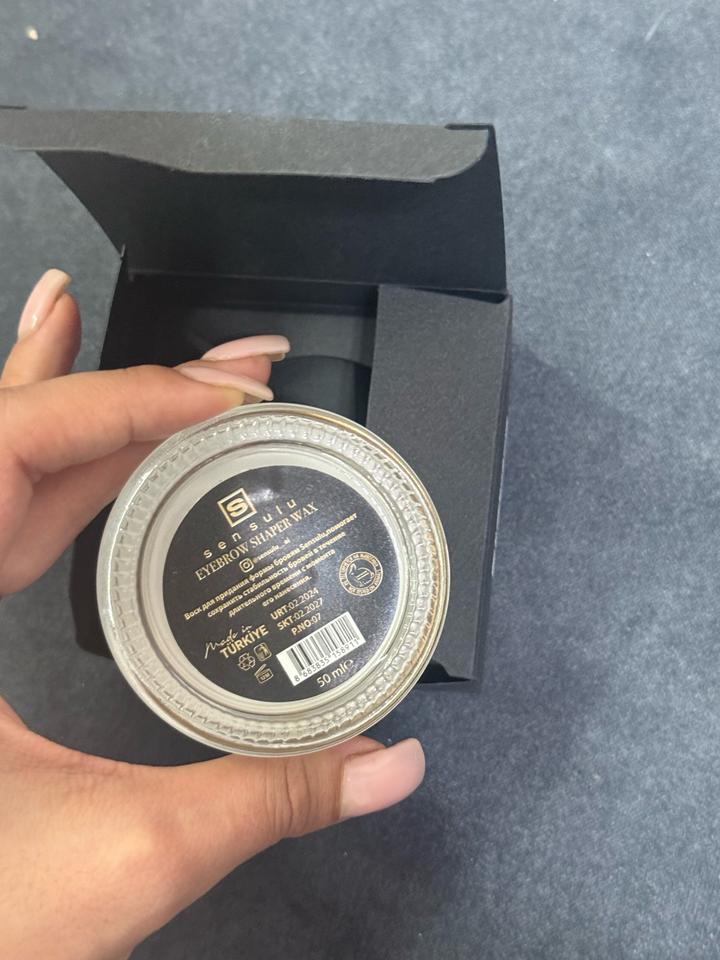 S
sensulu
EYEBROW SHAPER WAX
@sensulu__ai
Воск для придания формы бровям Sensulu,помогает
сохранить стабильность бровей в течение
длительного времени с момента
его нанесения.
URT:02.2024
SKT:02.2027
P.NO:07
Made in
TÜRKİYE
50 ml e